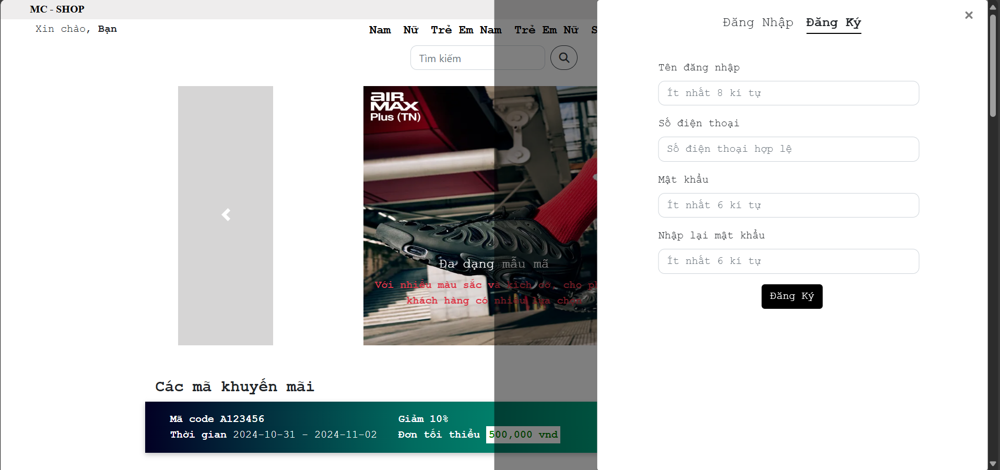 MC - SHOP
Xin chào, Bạn
Nam Nữ Trẻ Em Nam Trẻ Em Nữ S
Tìm kiếm
AIR
MAX
Plus (TN)
Đa dạng mẫu mã
Với nhiều màu sắc và kích cỡ, cho ph
khách hàng có nhiều lựa chọn
Các mã khuyến mãi
Mã code A123456
Giảm 10%
Thời gian 2024-10-31 - 2024-11-02
Đơn tối thiểu 500,000 vnd
Đăng Nhập Đăng Ký
Tên đăng nhập
Ít nhất 8 kí tự
Số điện thoại
Số điện thoại hợp lệ
Mật khẩu
Ít nhất 6 kí tự
Nhập lại mật khẩu
Ít nhất 6 kí tự
Đăng Ký